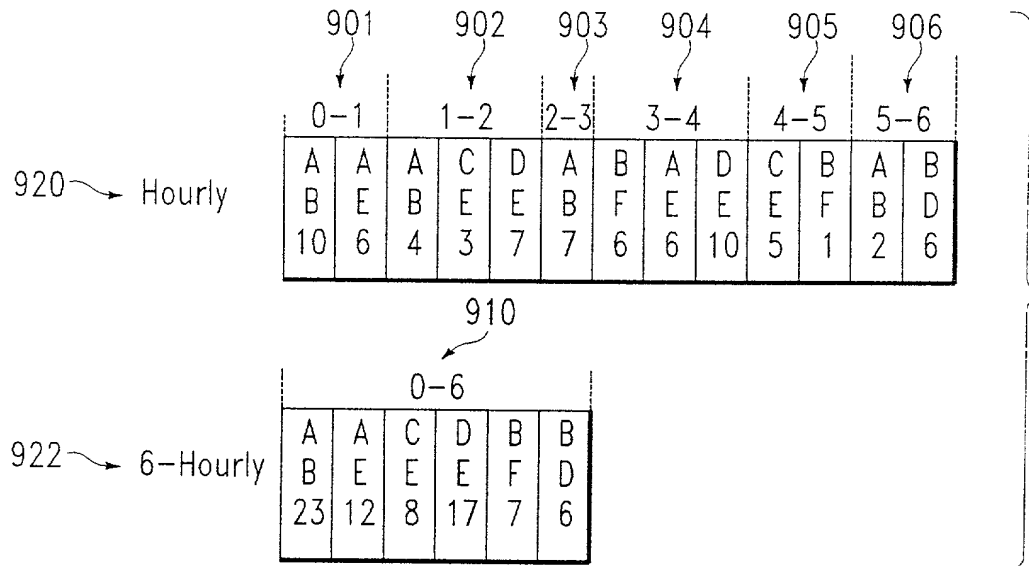 901 902 903 904 905 906
0-1 1-2 2-3 3-4 4-5 5-6
920 Hourly
A A A C D A B A D C B A B
B E B E E B F E E E F B D
10 6 4 3 7 7 6 6 10 5 1 2 6
910
0-6
922 6-Hourly
A A C D B B
B E E E F D
23 12 8 17 7 6